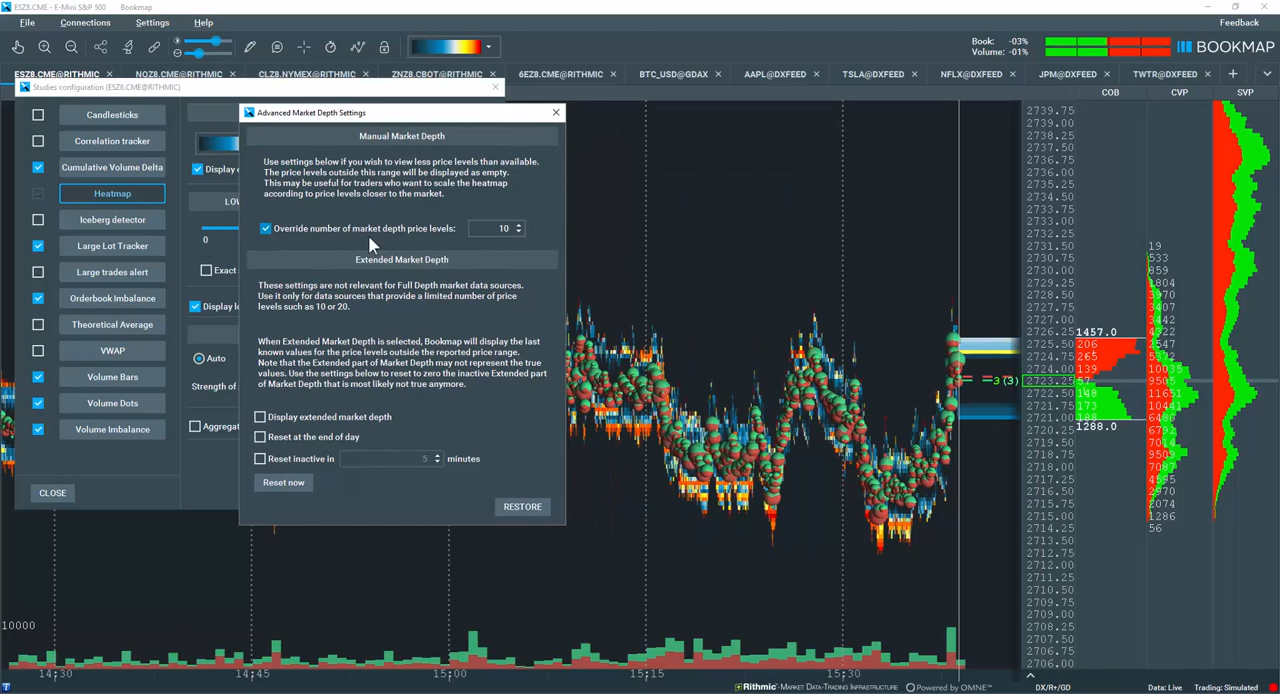 ESZ8.CME - E-Mini S&P 500 Bookmap
File Connections Settings Help Feedback
Book: -03%
Volume: -01%
BOOKMAP
ESZ8.CME@RITHMIC NQZ8.CME@RITHMIC CLZ8.NYMEX@RITHMIC ZNZ8.CBOT@RITHMIC 6EZ8.CME@RITHMIC BTC_USD@GDAX AAPL@DXFEED TSLA@DXFEED NFLX@DXFEED JPM@DXFEED TWTR@DXFEED
Studies configuration (ESZ8.CME@RITHMIC)
COB CVP SVP
Candlesticks
Correlation tracker
Cumulative Volume Delta
Heatmap
Iceberg detector
Large Lot Tracker
Large trades alert
Orderbook Imbalance
Theoretical Average
VWAP
Volume Bars
Volume Dots
Volume Imbalance
CLOSE
Display
LOW
0
Exact
Display lo
Auto
Strength of
Aggregat
Advanced Market Depth Settings
Manual Market Depth
Use settings below if you wish to view less price levels than available.
The price levels outside this range will be displayed as empty.
This may be useful for traders who want to scale the heatmap
according to price levels closer to the market.
Override number of market depth price levels: 10
Extended Market Depth
These settings are not relevant for Full Depth market data sources.
Use it only for data sources that provide a limited number of price
levels such as 10 or 20.
When Extended Market Depth is selected, Bookmap will display the last
known values for the price levels outside the reported price range.
Note that the Extended part of Market Depth may not represent the true
values. Use the settings below to reset to zero the inactive Extended part
of Market Depth that is most likely not true anymore.
Display extended market depth
Reset at the end of day
Reset inactive in 5 minutes
Reset now
RESTORE
3 (3)
2739.75
2739.00
2738.25
2737.50
2736.75
2736.00
2735.25
2734.50
2733.75
2733.00
2732.25
2731.50 19
2730.75 533
2730.00 859
2729.25 1804
2728.50 3970
2727.75 3407
2727.00 3442
2726.25 1457.0 4322
2725.50 206 2547
2724.75 265
2724.00 139 10035
2723.25 57 9505
2722.50 148 11651
2721.75 173 10441
2721.00 188
2720.25 1288.0 6792
2719.50 7014
2718.75 9509
2718.00 7087
2717.25 4595
2716.50 2970
2715.75 2074
2715.00 1286
2714.25 56
2713.50
2712.75
2712.00
2711.25
2710.50
2709.75
2709.00
2708.25
2707.50
2706.75
2706.00
10000
14:30 14:45 15:00 15:15 15:30
Rithmic - MARKET DATA-TRADING INFRASTRUCTURE Powered by OMNE™ DX/R+/GD Data: Live Trading: Simulated